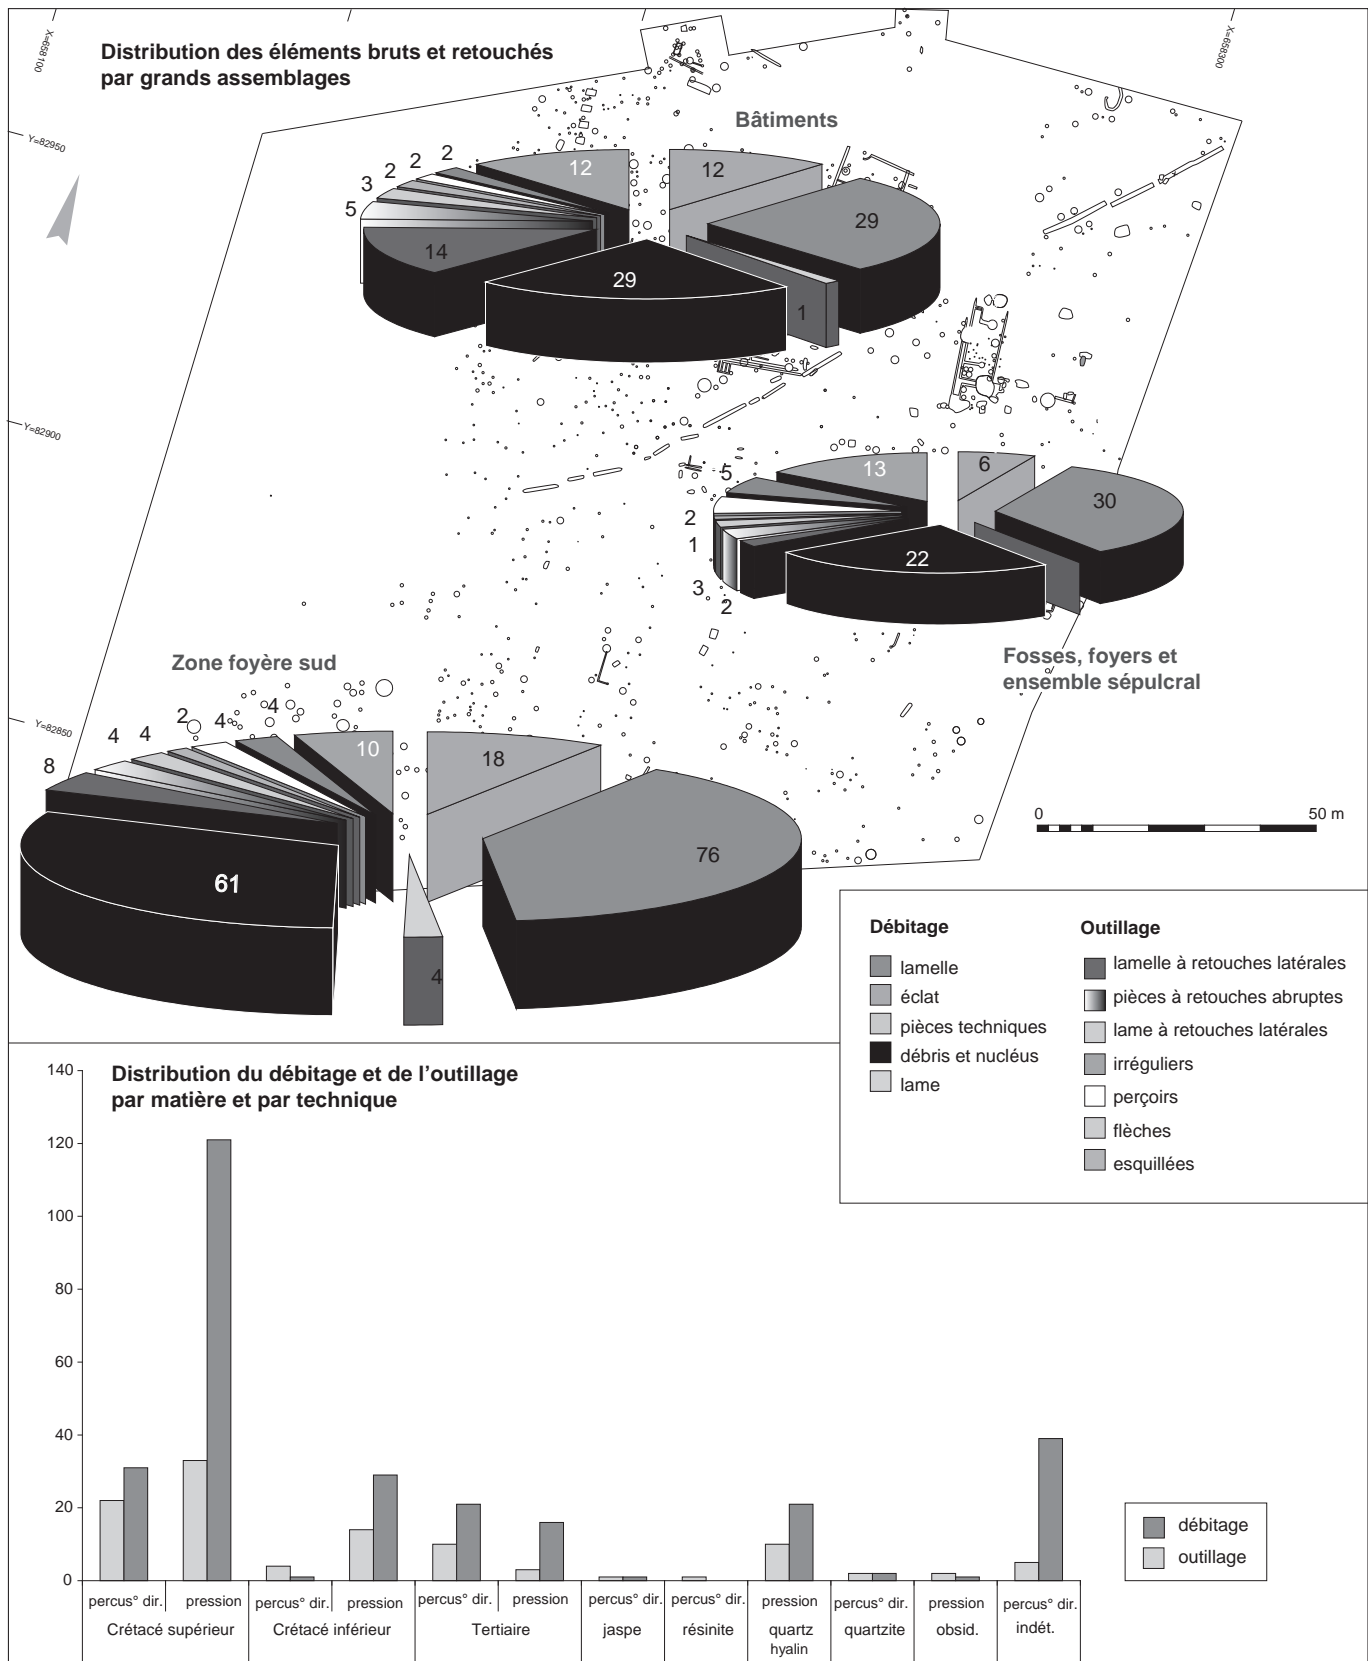 X=658100
X=658300
Distribution des éléments bruts et retouchés
par grands assemblages
Y=82950
Bâtiments
2
2
2
3
5
12
12
29
14
29
1
Y=82900
5
13
6
30
2
1
22
3
2
Zone foyère sud
Fosses, foyers et
ensemble sépulcral
Y=82850
8
4
4
2
4
4
10
18
76
61
4
0 50 m
Débitage
lamelle
éclat
pièces techniques
débris et nucléus
lame
Outillage
lamelle à retouches latérales
pièces à retouches abruptes
lame à retouches latérales
irréguliers
perçoirs
flèches
esquillées
Distribution du débitage et de l'outillage
par matière et par technique
140
120
100
80
60
40
20
0
débitage
outillage
percus° dir. pression percus° dir. pression percus° dir. pression percus° dir. percus° dir. pression percus° dir. pression percus° dir.
Crétacé supérieur Crétacé inférieur Tertiaire jaspe résinite quartz quartzite obsid. indét.
hyalin